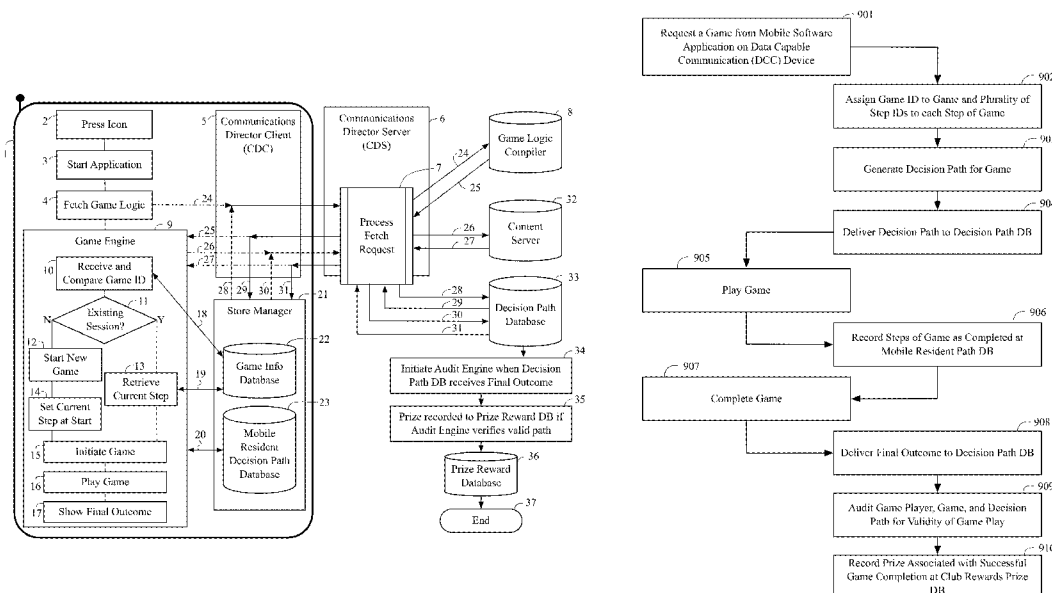 1
2
Press Icon
3
Start Application
4
Fetch Game Logic
5
Communications
Director Client
(CDC)
6
Communications
Director Server
(CDS)
7
Process
Fetch
Request
8
Game Logic
Compiler
24
25
24
25
26
27
9
Game Engine
10
Receive and
Compare Game ID
11
N
Existing
Session?
Y
12
Start New
Game
13
Retrieve
Current Step
14
Set Current
Step at Start
15
Initiate Game
16
Play Game
17
Show Final Outcome
18
19
20
28
29
30
31
21
Store Manager
22
Game Info
Database
23
Mobile
Resident
Decision Path
Database
26
27
32
Content
Server
28
29
30
31
33
Decision Path
Database
34
Initiate Audit Engine when Decision
Path DB receives Final Outcome
35
Prize recorded to Prize Reward DB if
Audit Engine verifies valid path
36
Prize Reward
Database
37
End
901
Request a Game from Mobile Software
Application on Data Capable
Communication (DCC) Device
902
Assign Game ID to Game and Plurality of
Step IDs to each Step of Game
Generate Decision Path for Game
Deliver Decision Path to Decision Path DB
905
Play Game
906
Record Steps of Game as Completed at
Mobile Resident Path DB
907
Complete Game
908
Deliver Final Outcome to Decision Path DB
909
Audit Game Player, Game, and Decision
Path for Validity of Game Play
910
Record Prize Associated with Successful
Game Completion at Club Rewards Prize
DB